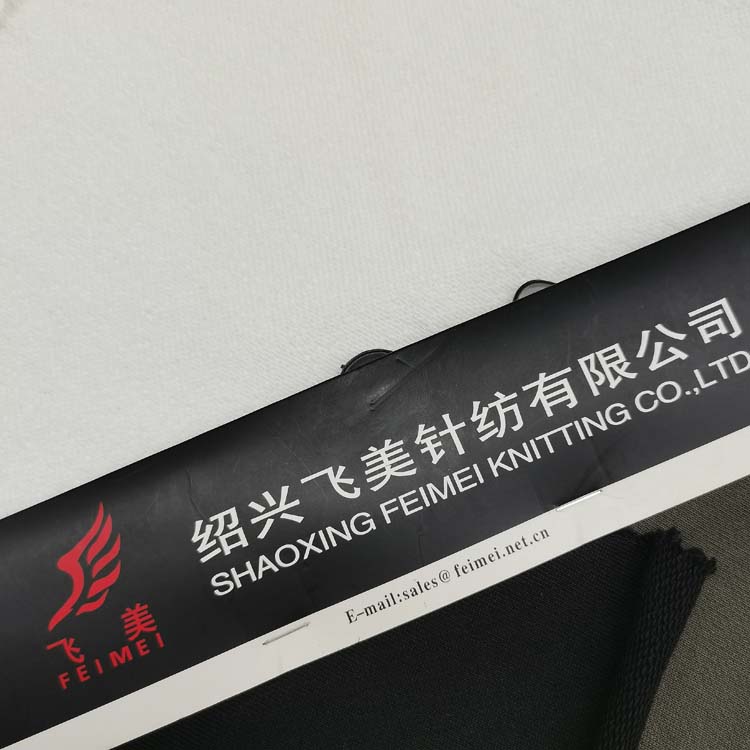 绍兴飞美针纺有限公司
SHAOXING FEIMEI KNITTING CO.,LTD
E-mail:sales@feimei.net.cn
飞美
FEIMEI